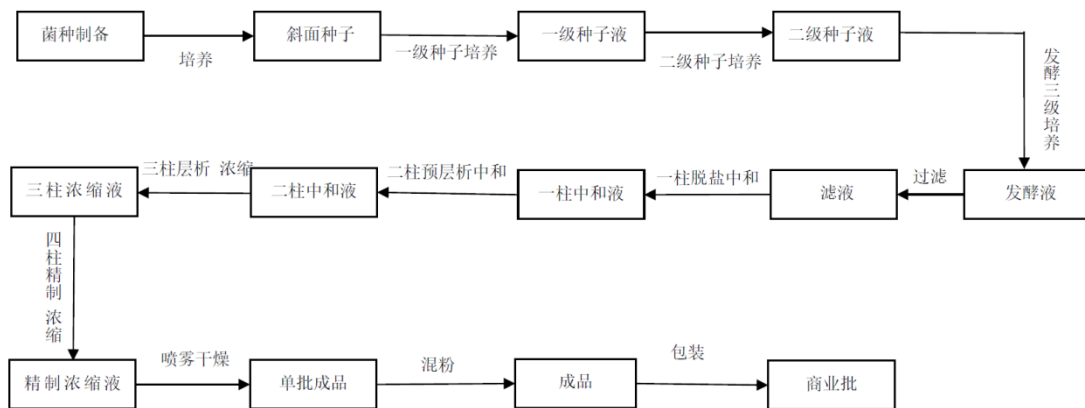 菌种制备
培养
斜面种子
一级种子培养
一级种子液
二级种子培养
二级种子液
发酵三级培养
发酵液
过滤
滤液
一柱脱盐中和
一柱中和液
二柱预层析中和
二柱中和液
三柱层析 浓缩
三柱浓缩液
四柱精制 浓缩
精制浓缩液
喷雾干燥
单批成品
混粉
成品
包装
商业批